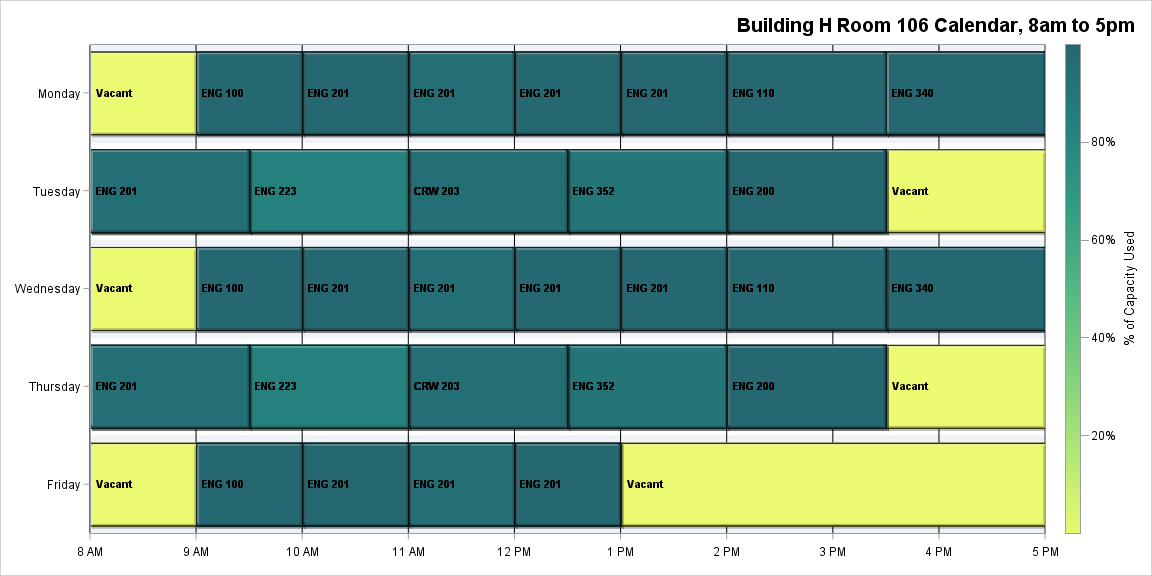 Building H Room 106 Calendar, 8am to 5pm
Monday
Vacant
ENG 100
ENG 201
ENG 201
ENG 201
ENG 201
ENG 110
ENG 340
Tuesday
ENG 201
ENG 223
CRW 203
ENG 352
ENG 200
Vacant
Wednesday
Vacant
ENG 100
ENG 201
ENG 201
ENG 201
ENG 201
ENG 110
ENG 340
Thursday
ENG 201
ENG 223
CRW 203
ENG 352
ENG 200
Vacant
Friday
Vacant
ENG 100
ENG 201
ENG 201
ENG 201
Vacant
8 AM
9 AM
10 AM
11 AM
12 PM
1 PM
2 PM
3 PM
4 PM
5 PM
80%
60%
40%
20%
% of Capacity Used